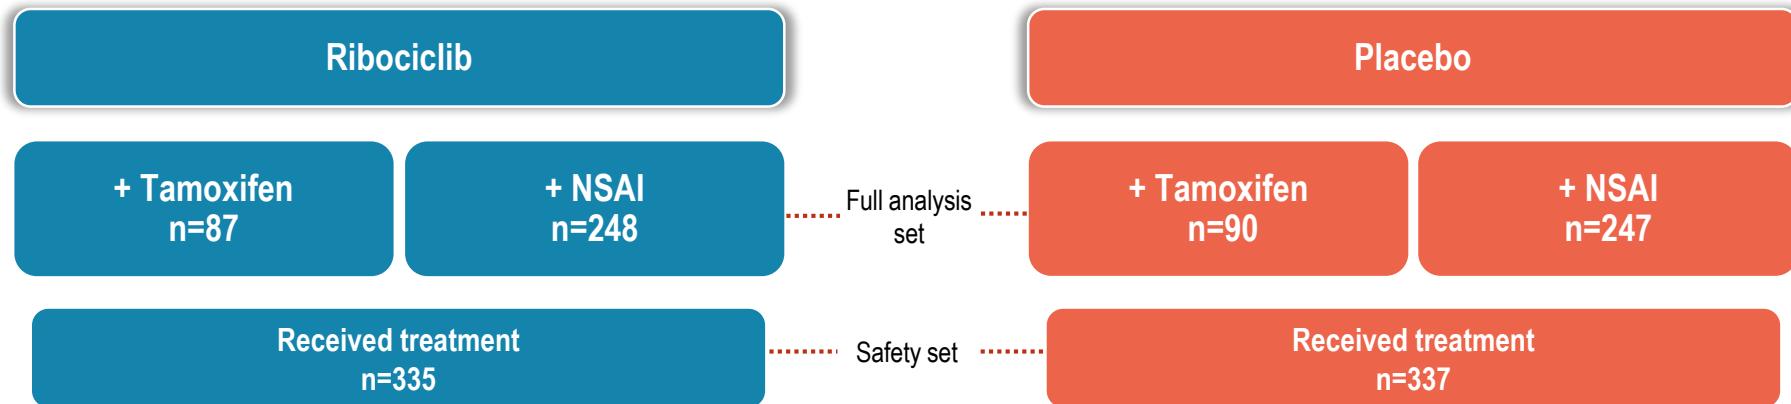 Ribociclib
Placebo
+ Tamoxifen
n=87
+ NSAI
n=248
Full analysis
set
+ Tamoxifen
n=90
+ NSAI
n=247
Received treatment
n=335
Safety set
Received treatment
n=337